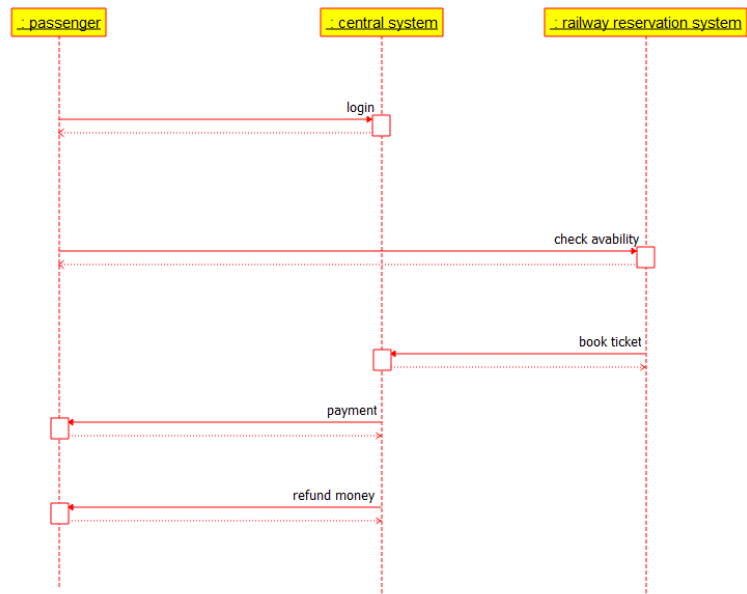 : passenger
: central system
: railway reservation system
login
check avability
book ticket
payment
refund money